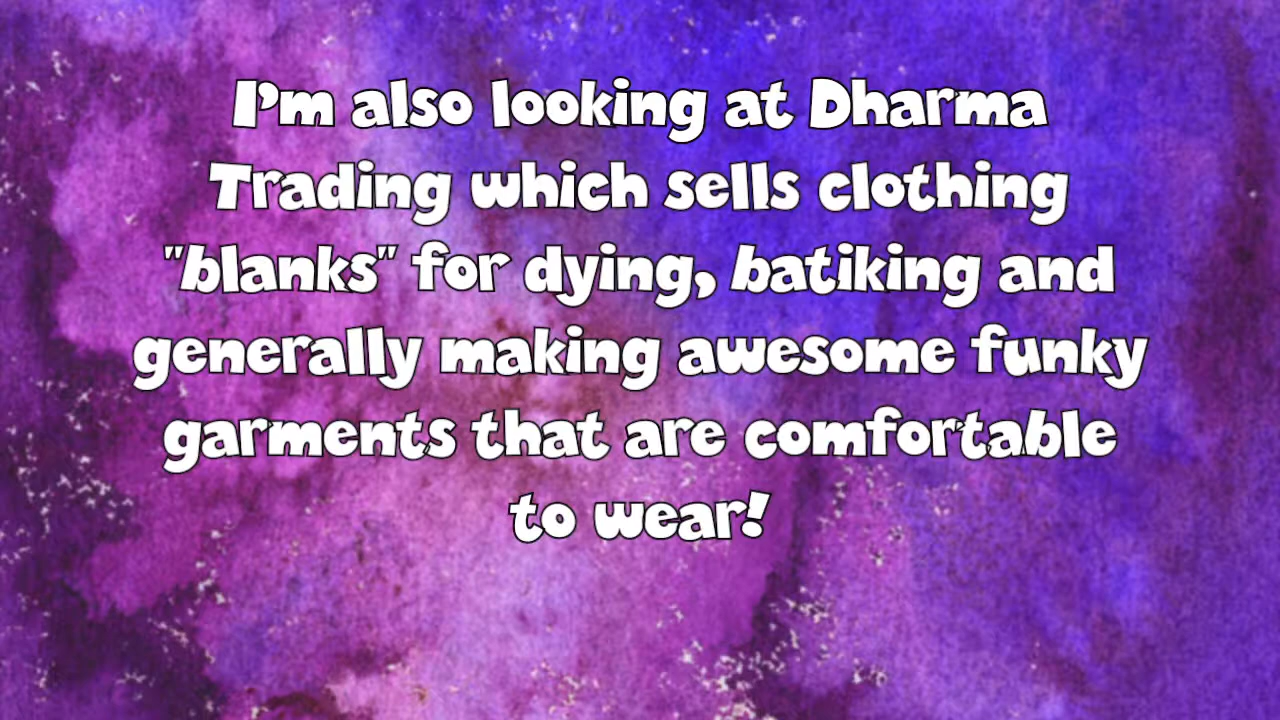 I'm also looking at Dharma
Trading which sells clothing
"blanks" for dying, batiking and
generally making awesome funky
garments that are comfortable
to wear!